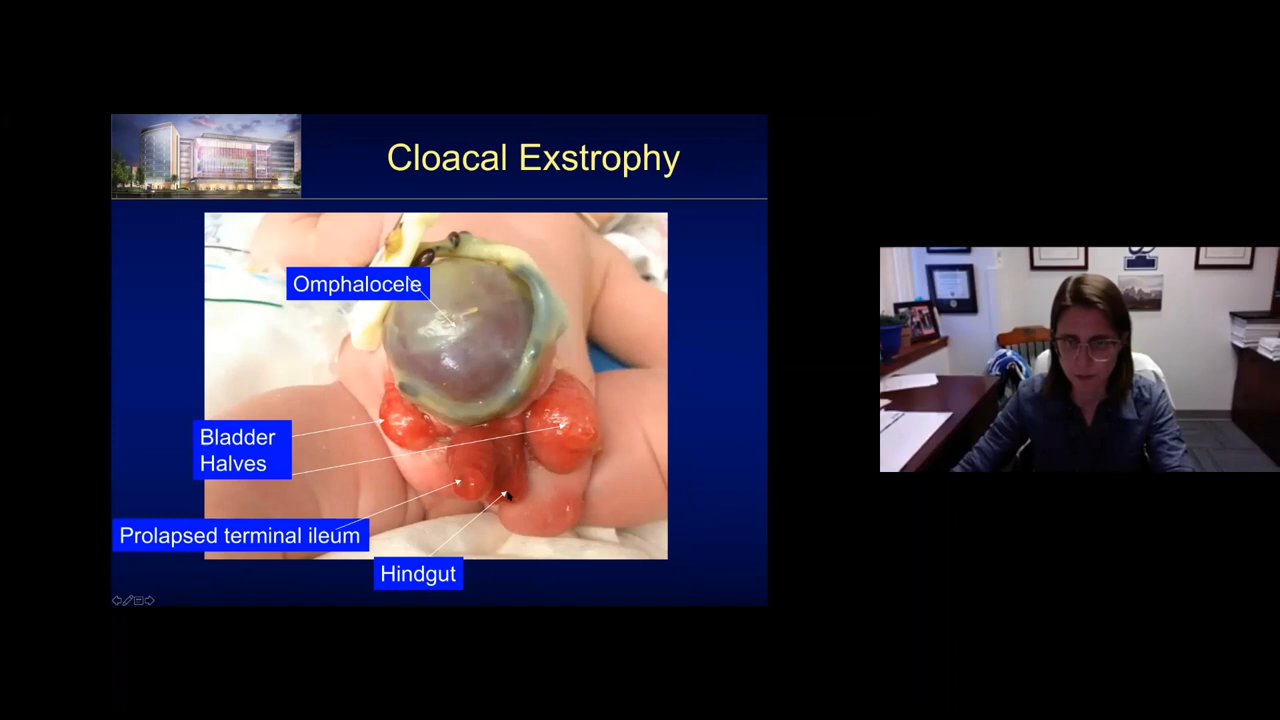 Cloacal Exstrophy
Omphalocele
Bladder
Halves
Prolapsed terminal ileum
Hindgut